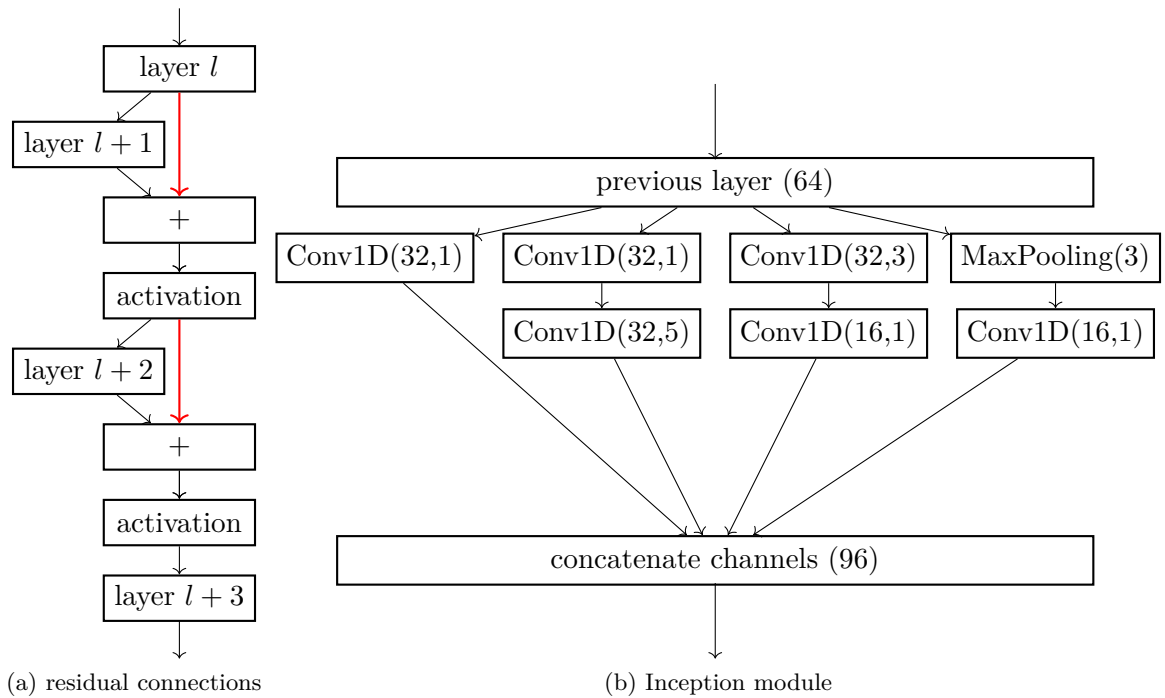 layer l
layer l + 1
+
activation
layer l + 2
+
activation
layer l + 3
(a) residual connections
previous layer (64)
Conv1D(32,1) Conv1D(32,1) Conv1D(32,3) MaxPooling(3)
Conv1D(32,5) Conv1D(16,1) Conv1D(16,1)
concatenate channels (96)
(b) Inception module